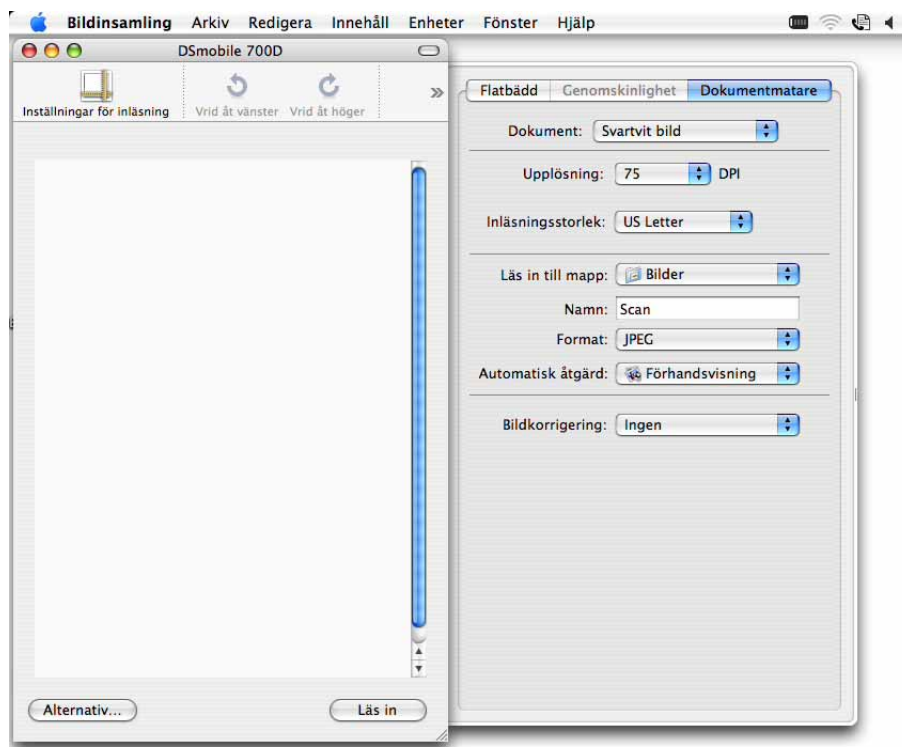 Bildinsamling Arkiv Redigera Innehåll Enheter Fönster Hjälp
DSmobile 700D
Inställningar för inläsning Vrid åt vänster Vrid åt höger »
Flatbädd Genomskinlighet Dokumentmatare
Dokument: Svartvit bild
Upplösning: 75 DPI
Inläsningsstorlek: US Letter
Läs in till mapp: Bilder
Namn: Scan
Format: JPEG
Automatisk åtgärd: Förhandsvisning
Bildkorrigering: Ingen
Alternativ... Läs in